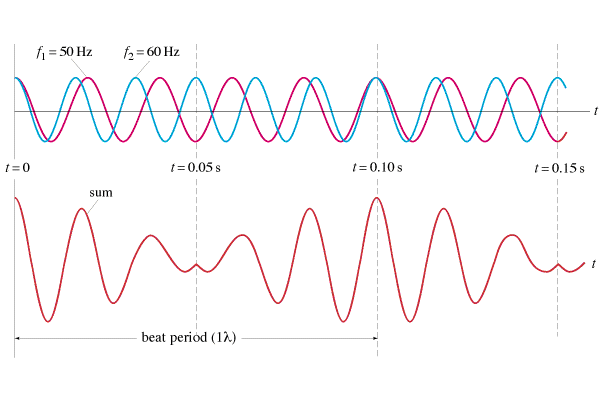 f₁ = 50 Hz f₂ = 60 Hz
t
t = 0 t = 0.05 s t = 0.10 s t = 0.15 s
sum
t
beat period (1λ)